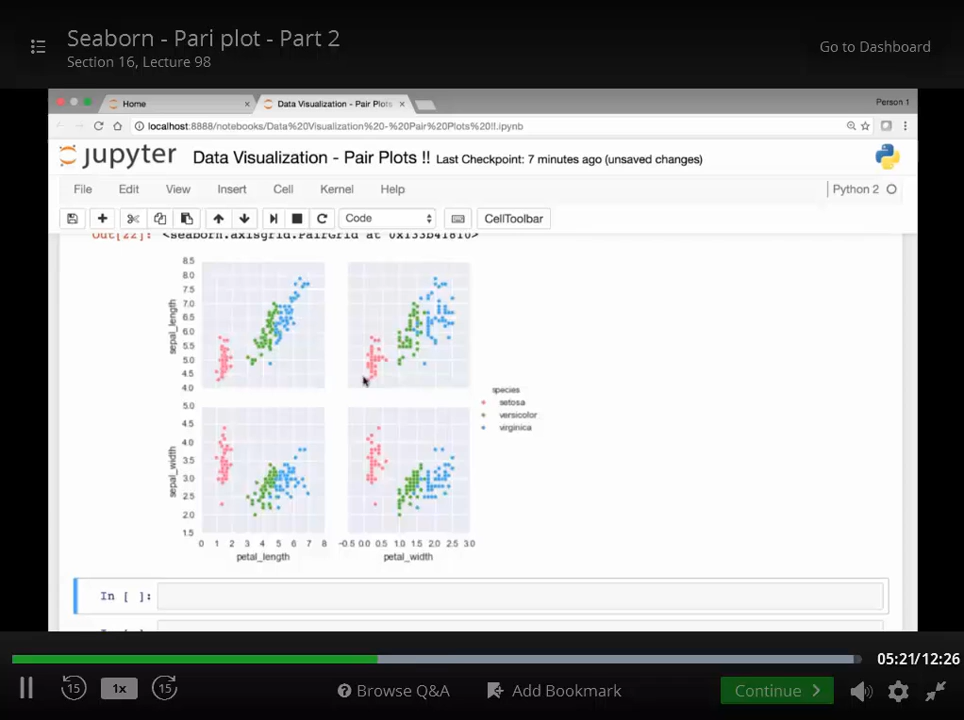 Seaborn - Pari plot - Part 2
Section 16, Lecture 98
Go to Dashboard
Home
Data Visualization - Pair Plots
Person 1
localhost:8888/notebooks/Data%20Visualization%20-%20Pair%20Plots%20!!.ipynb
jupyter Data Visualization - Pair Plots !! Last Checkpoint: 7 minutes ago (unsaved changes)
File Edit View Insert Cell Kernel Help Python 2
Code CellToolbar
Out[22]: <seaborn.axisgrid.PairGrid at
8.5
8.0
7.5
7.0
6.5
6.0
5.5
5.0
4.5
4.0
sepal_length
species
setosa
versicolor
virginica
5.0
4.5
4.0
3.5
3.0
2.5
2.0
1.5
sepal_width
0 1 2 3 4 5 6 7 8 -0.5 0.0 0.5 1.0 1.5 2.0 2.5 3.0
petal_length petal_width
In [ ]:
05:21/12:26
15 1x 15 Browse Q&A Add Bookmark Continue